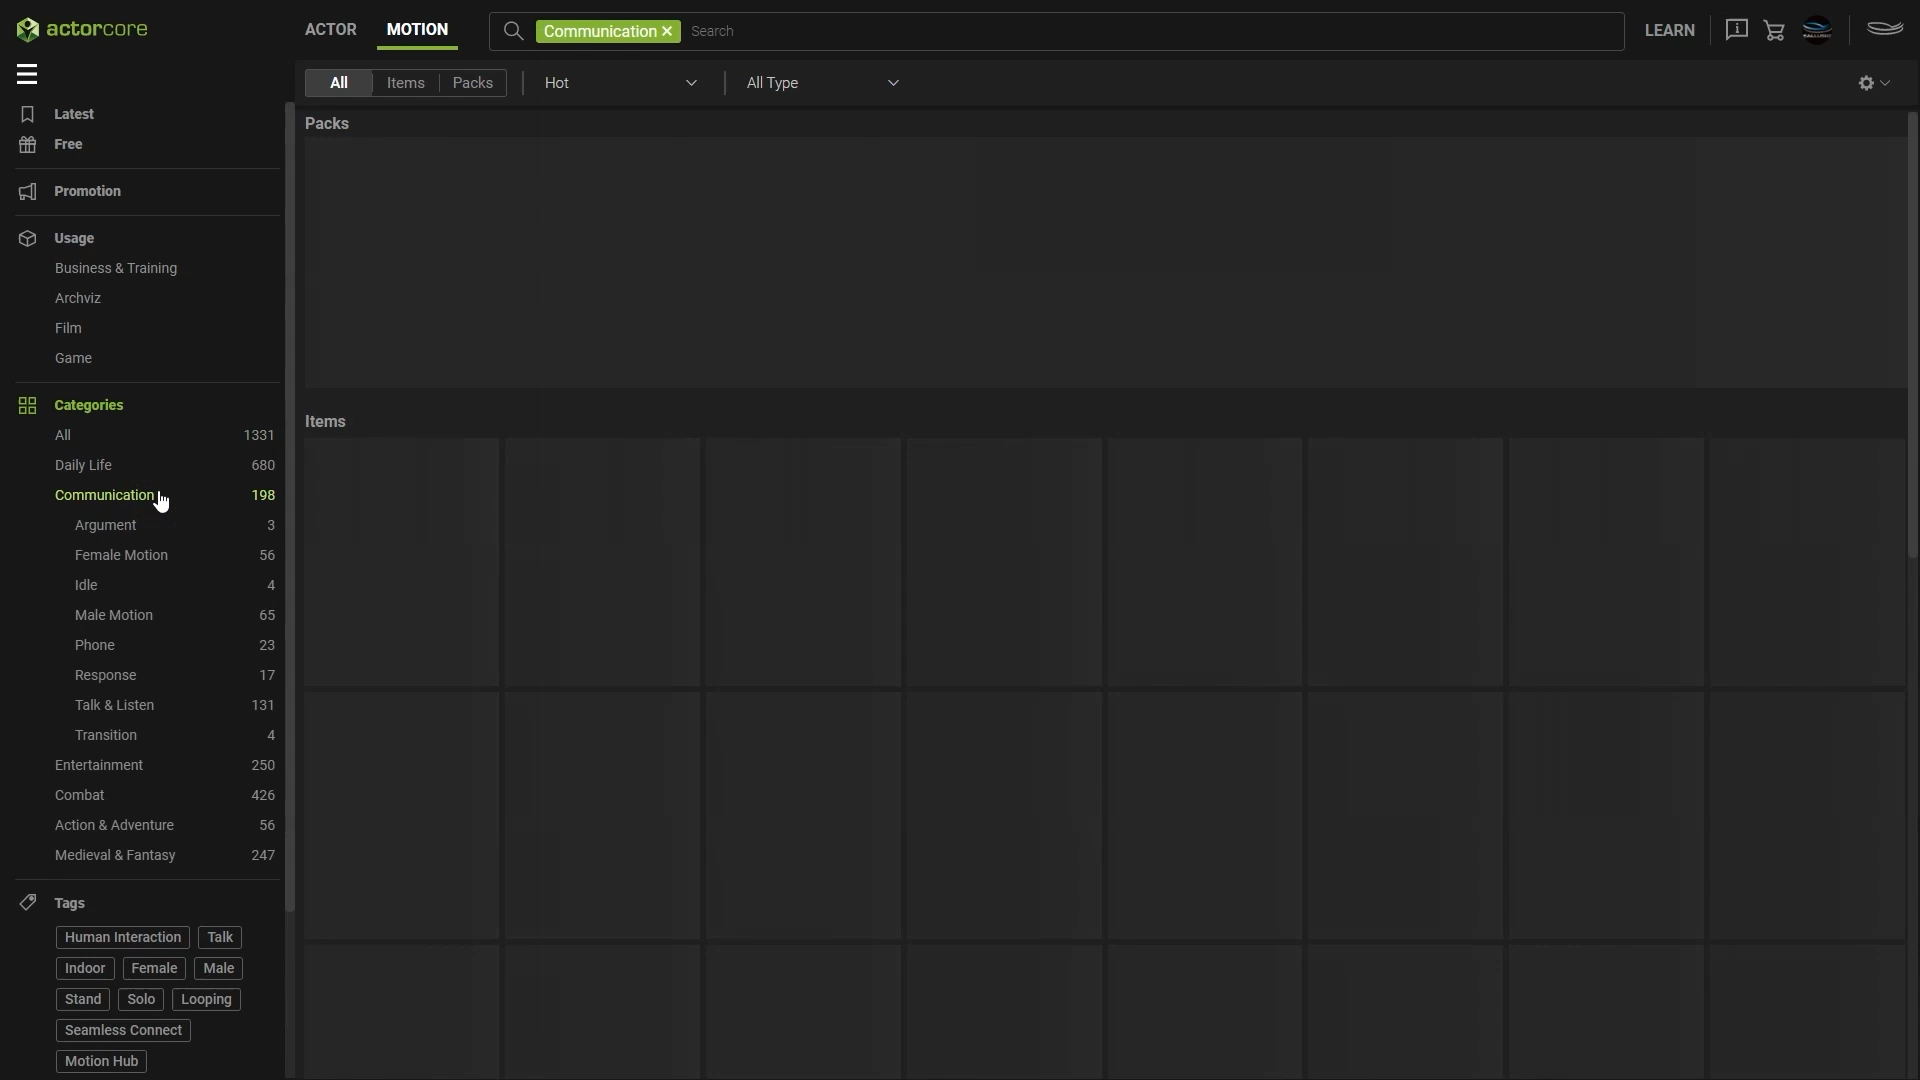 actorcore
ACTOR
MOTION
Communication
Search
LEARN
All
Items
Packs
Hot
All Type
Latest
Free
Promotion
Usage
Business & Training
Archviz
Film
Game
Categories
All 1331
Daily Life 680
Communication 198
Argument 3
Female Motion 56
Idle 4
Male Motion 65
Phone 23
Response 17
Talk & Listen 131
Transition 4
Entertainment 250
Combat 426
Action & Adventure 56
Medieval & Fantasy 247
Tags
Human Interaction Talk
Indoor Female Male
Stand Solo Looping
Seamless Connect
Motion Hub
Packs
Items